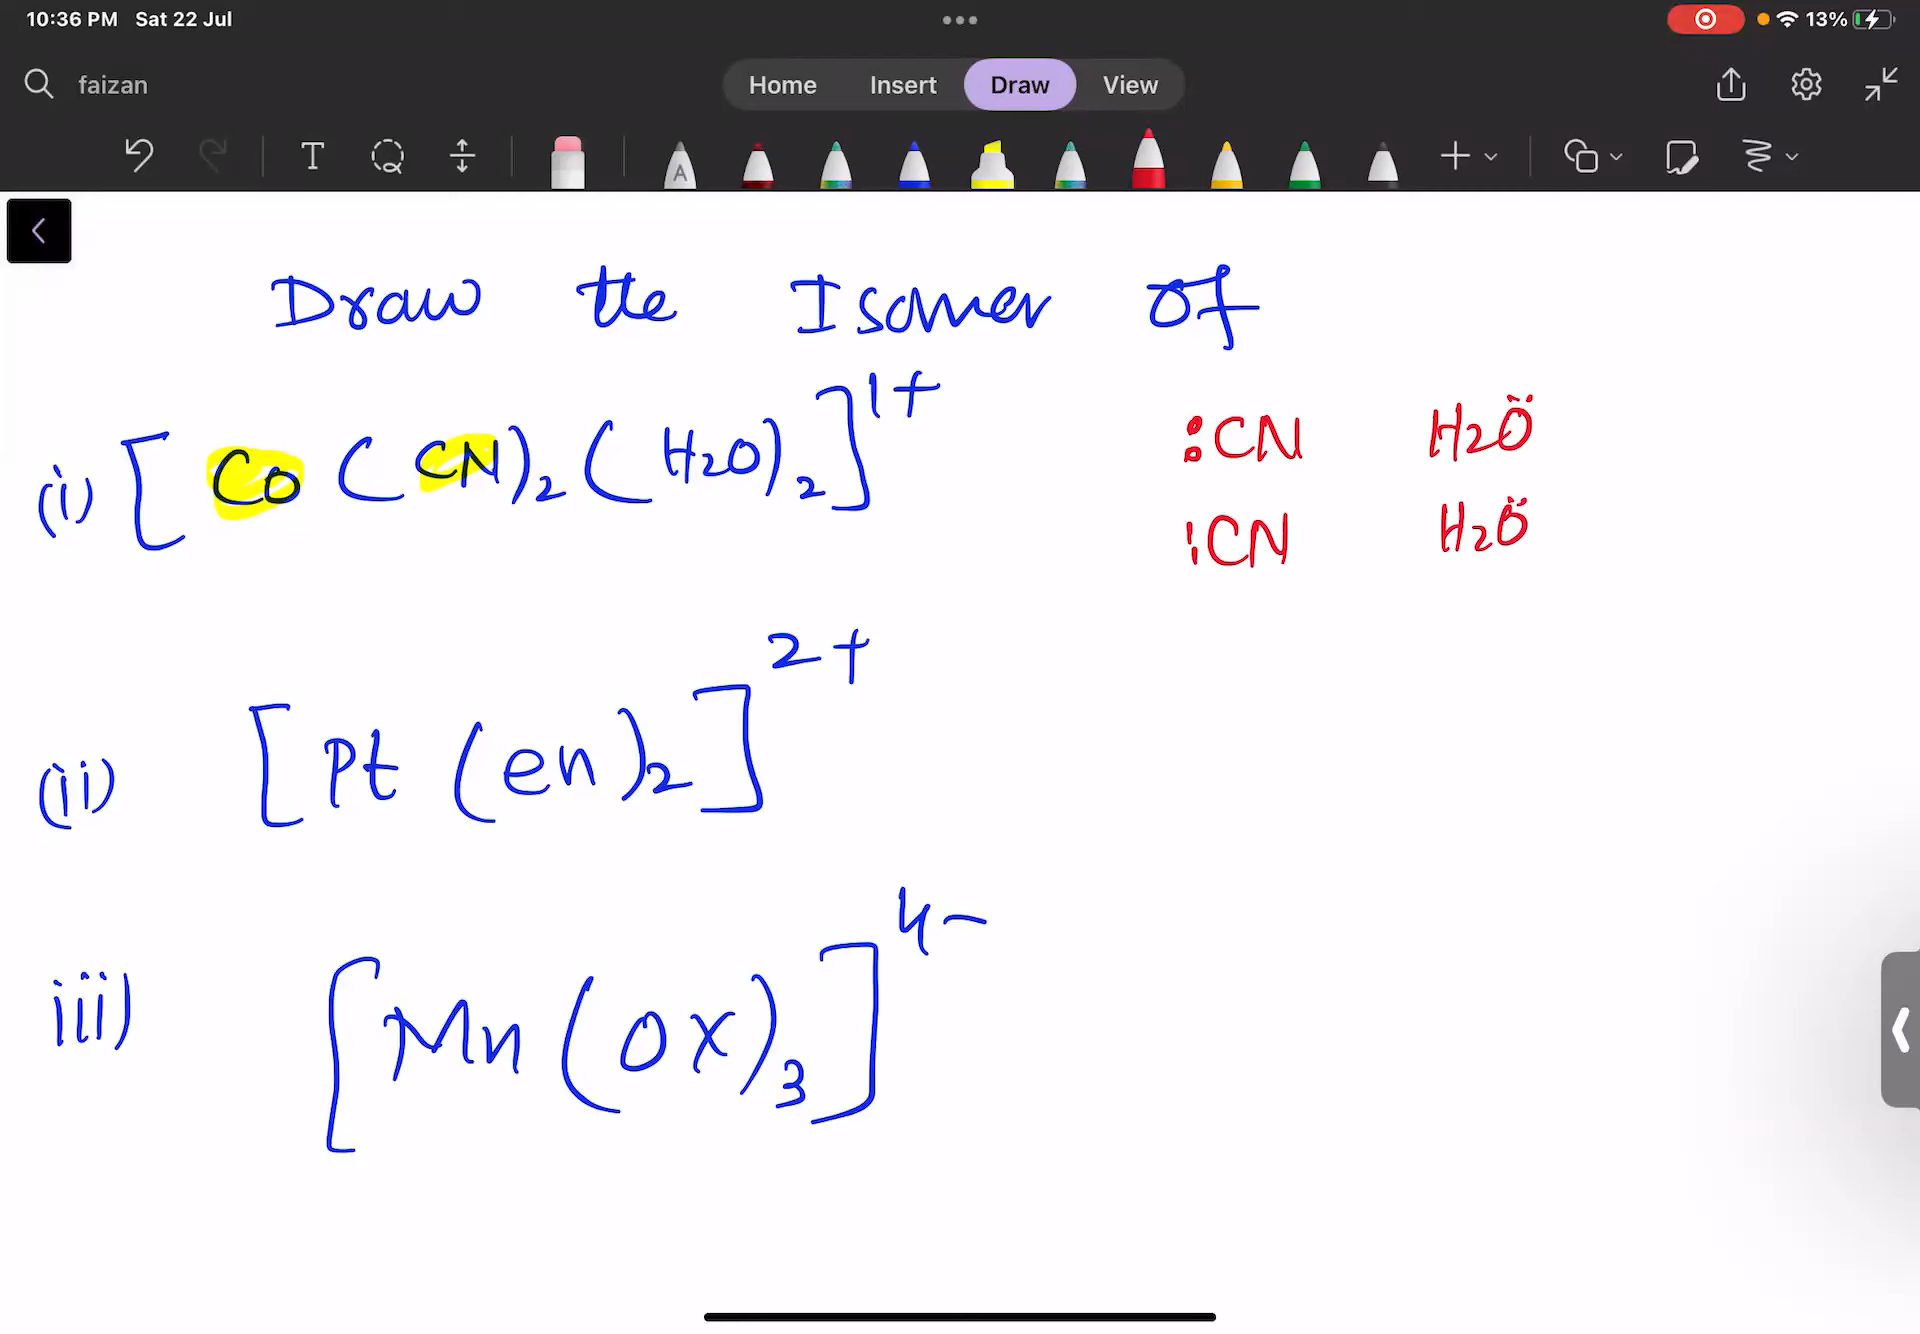 10:36 PM Sat 22 Jul
13%
faizan
Home Insert Draw View
T
A
Draw the Isomer of
(i) [Co(CN)₂(H₂O)₂]¹⁺
:CN H₂Ö
:CN H₂Ö
(ii) [Pt(en)₂]²⁺
iii) [Mn(ox)₃]⁴⁻